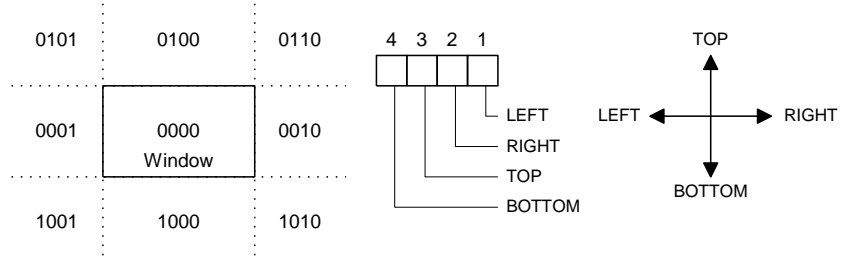 0101 0100 0110
0001 0000 0010
Window
1001 1000 1010
4 3 2 1
LEFT
RIGHT
TOP
BOTTOM
TOP
LEFT RIGHT
BOTTOM